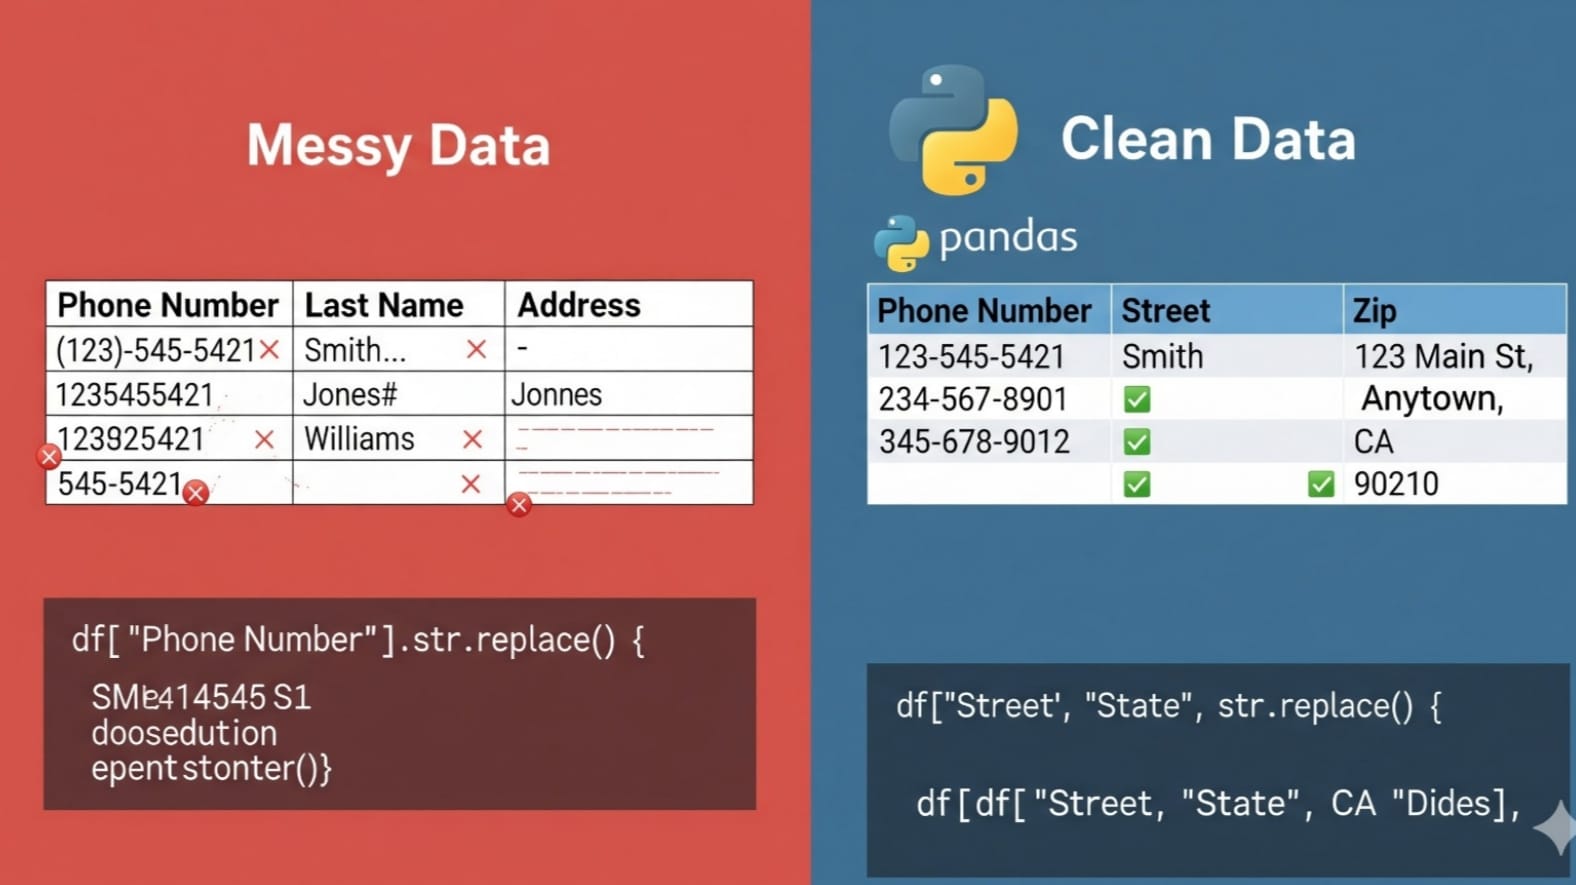 Messy Data
Phone Number Last Name Address
(123)-545-5421 Smith... -
1235455421 Jones# Jonnes
123925421 Williams
545-5421
df[ "Phone Number" ].str.replace() {
SMe414545 S1
doosedution
epent stonter()}
Clean Data
pandas
Phone Number Street Zip
123-545-5421 Smith 123 Main St,
234-567-8901 Anytown,
345-678-9012 CA
90210
df["Street', "State", str.replace() {
df[df[ "Street, "State", CA "Dides],